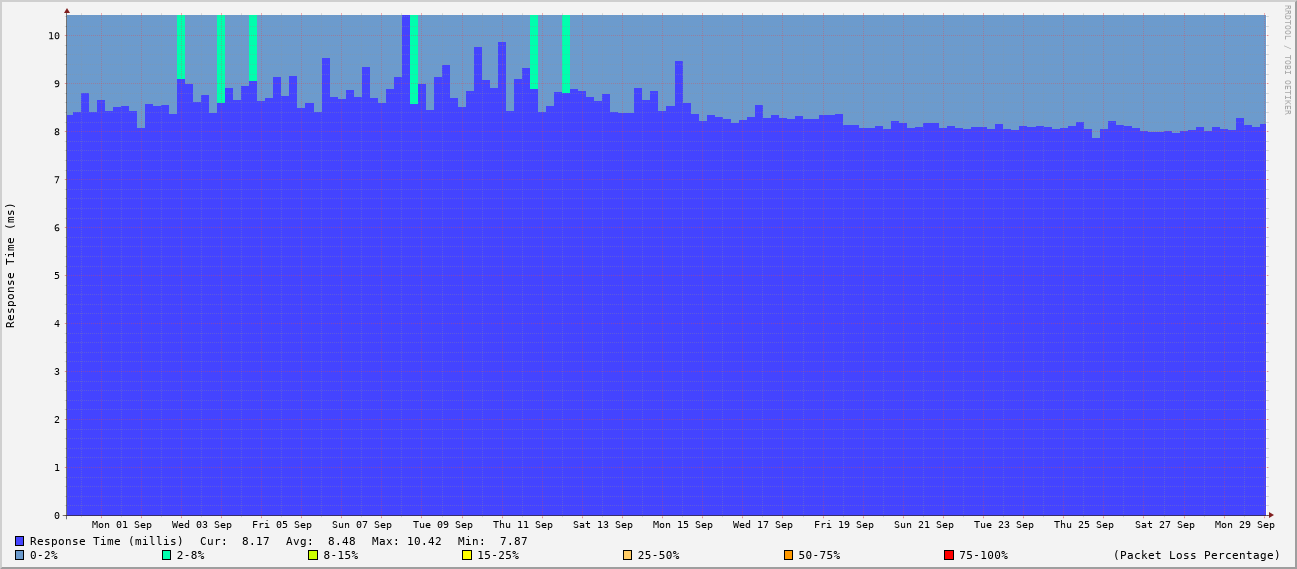 RRDTOOL / TOBI OETIKER
Response Time (ms)
10
9
8
7
6
5
4
3
2
1
0
Mon 01 Sep Wed 03 Sep Fri 05 Sep Sun 07 Sep Tue 09 Sep Thu 11 Sep Sat 13 Sep Mon 15 Sep Wed 17 Sep Fri 19 Sep Sun 21 Sep Tue 23 Sep Thu 25 Sep Sat 27 Sep Mon 29 Sep
Response Time (millis) Cur: 8.17 Avg: 8.48 Max: 10.42 Min: 7.87
0-2% 2-8% 8-15% 15-25% 25-50% 50-75% 75-100% (Packet Loss Percentage)